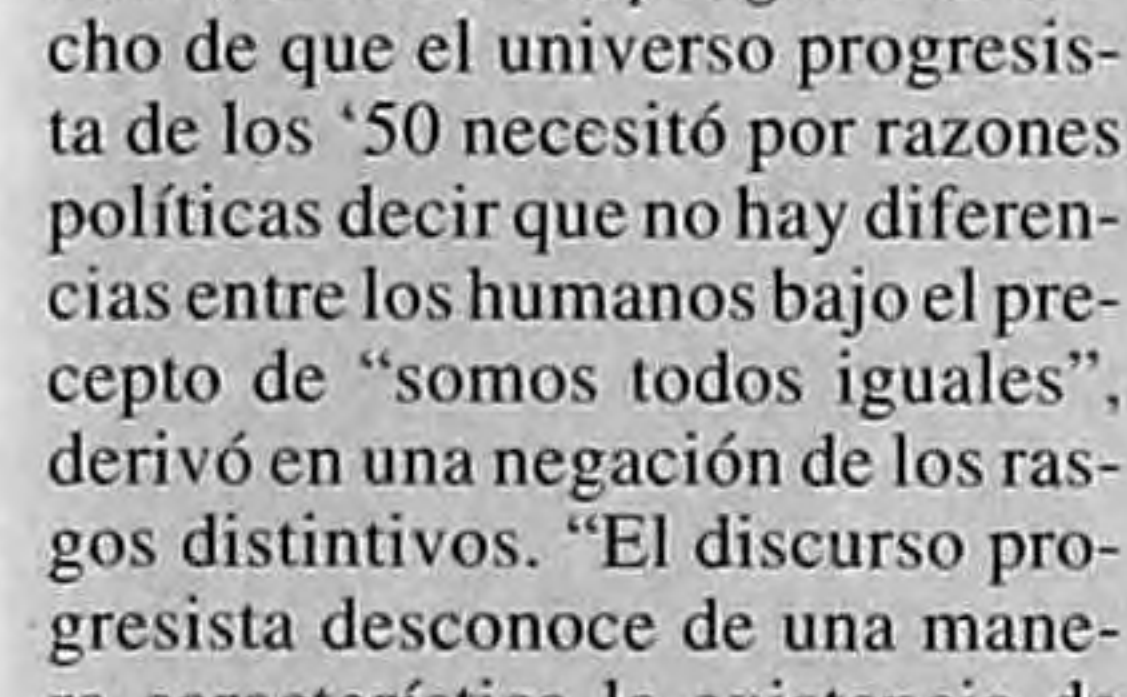 cho de que el universo progresis-
ta de los ‘50 necesitó por razones
políticas decir que no hay diferen-
cias entre los humanos bajo el pre-
cepto de “somos todos iguales”,
derivó en una negación de los ras-
gos distintivos. “El discurso pro-
gresista desconoce de una mane-